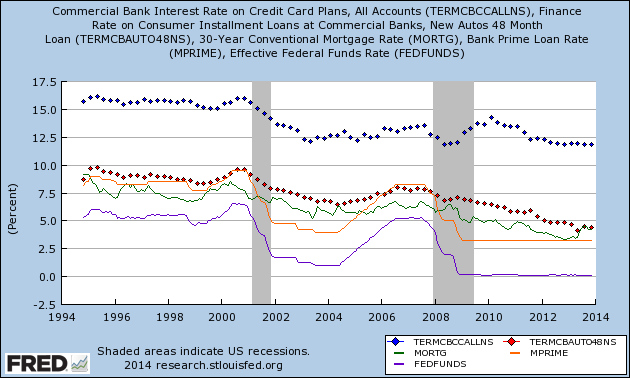 Commercial Bank Interest Rate on Credit Card Plans, All Accounts (TERMCBCCALLNS), Finance
Rate on Consumer Installment Loans at Commercial Banks, New Autos 48 Month
Loan (TERMCBAUTO48NS), 30-Year Conventional Mortgage Rate (MORTG), Bank Prime Loan Rate
(MPRIME), Effective Federal Funds Rate (FEDFUNDS)
17.5
15.0
12.5
10.0
7.5
5.0
2.5
0.0
-2.5
(Percent)
1994 1996 1998 2000 2002 2004 2006 2008 2010 2012 2014
FRED
Shaded areas indicate US recessions.
2014 research.stlouisfed.org
TERMCBCCALLNS TERMCBAUTO48NS
MORTG MPRIME
FEDFUNDS